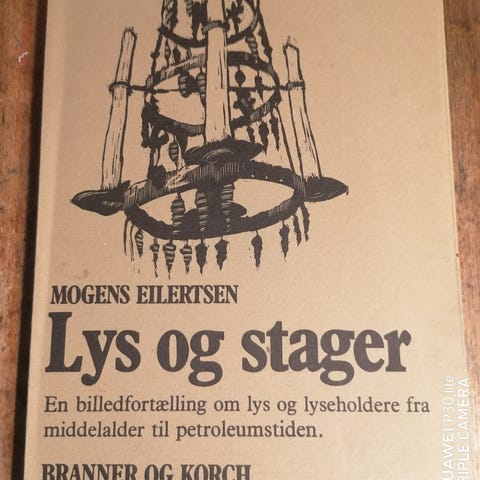 MOGENS EILERTSEN
Lys og stager
En billedfortælling om lys og lyseholdere fra
middelalder til petroleumstiden.
BRANNER OG KORCH
HUAWEI P30 lite
TRIPLE CAMERA